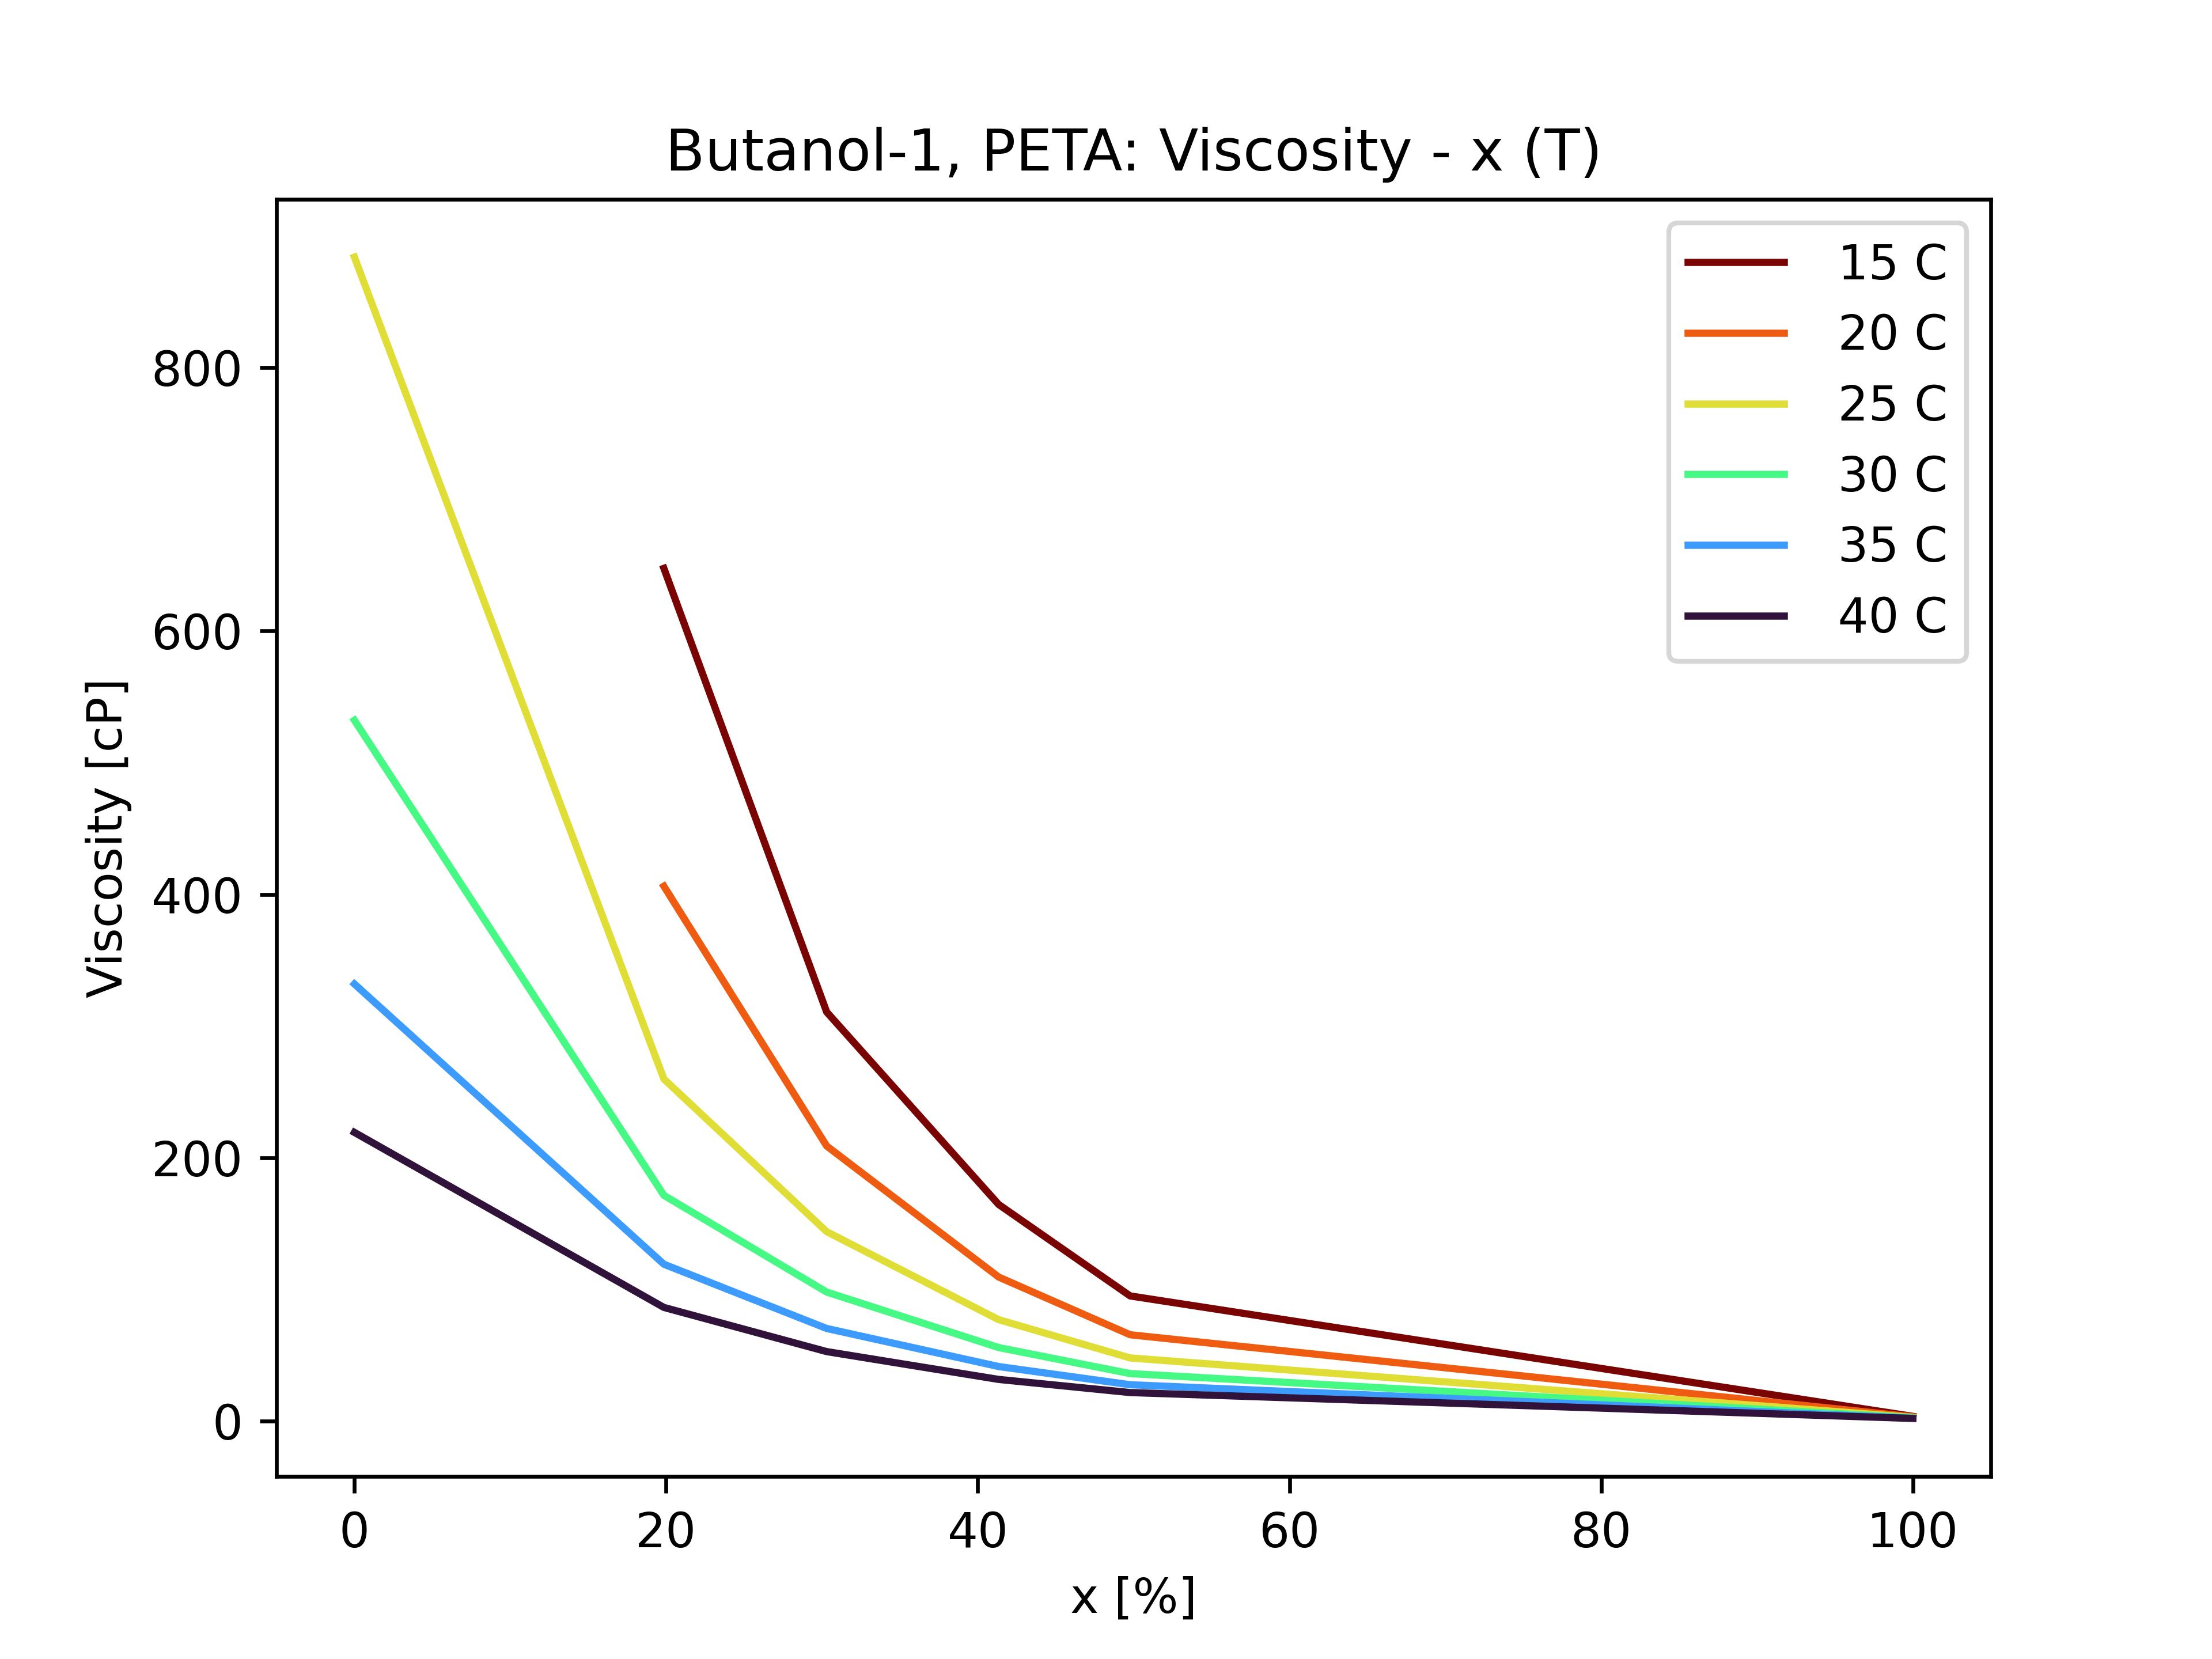 Butanol-1, PETA: Viscosity - x (T)
15 C
20 C
25 C
30 C
35 C
40 C
Viscosity [cP]
800
600
400
200
0
0 20 40 60 80 100
x [%]